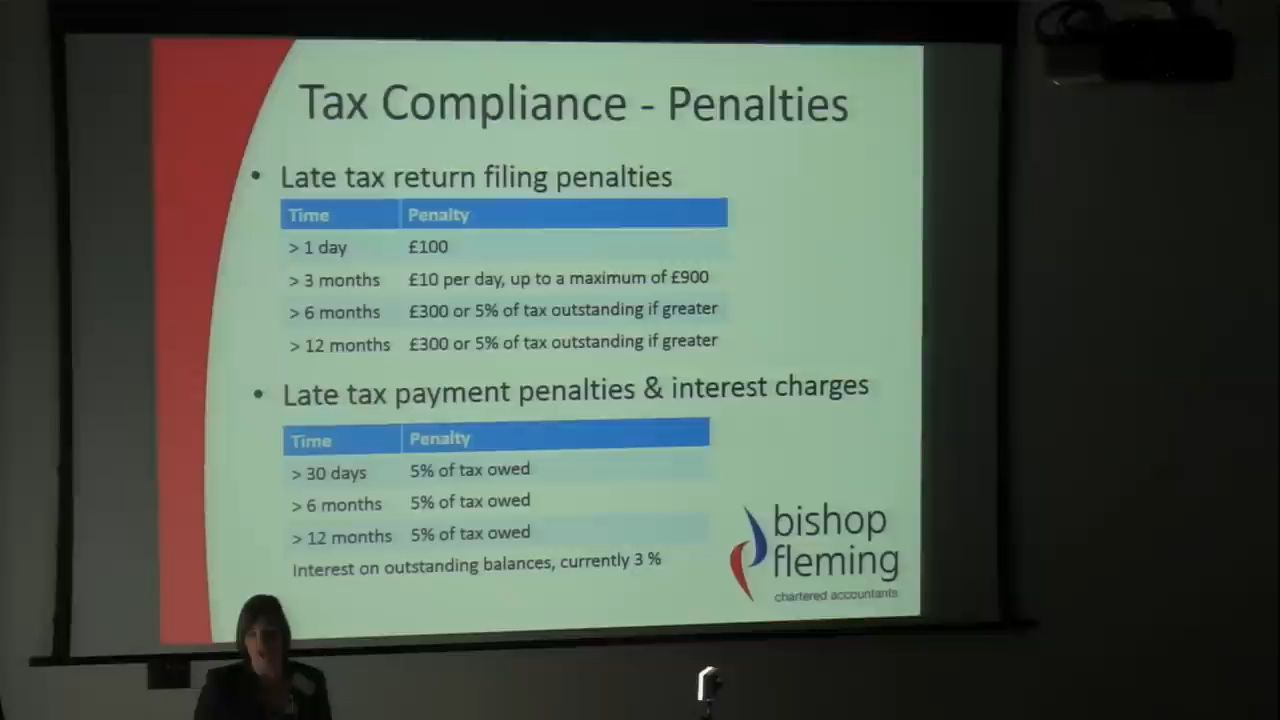 Tax Compliance - Penalties
• Late tax return filing penalties
Time Penalty
> 1 day £100
> 3 months £10 per day, up to a maximum of £900
> 6 months £300 or 5% of tax outstanding if greater
> 12 months £300 or 5% of tax outstanding if greater
• Late tax payment penalties & interest charges
Time Penalty
> 30 days 5% of tax owed
> 6 months 5% of tax owed
> 12 months 5% of tax owed
Interest on outstanding balances, currently 3 %
bishop
fleming
chartered accountants